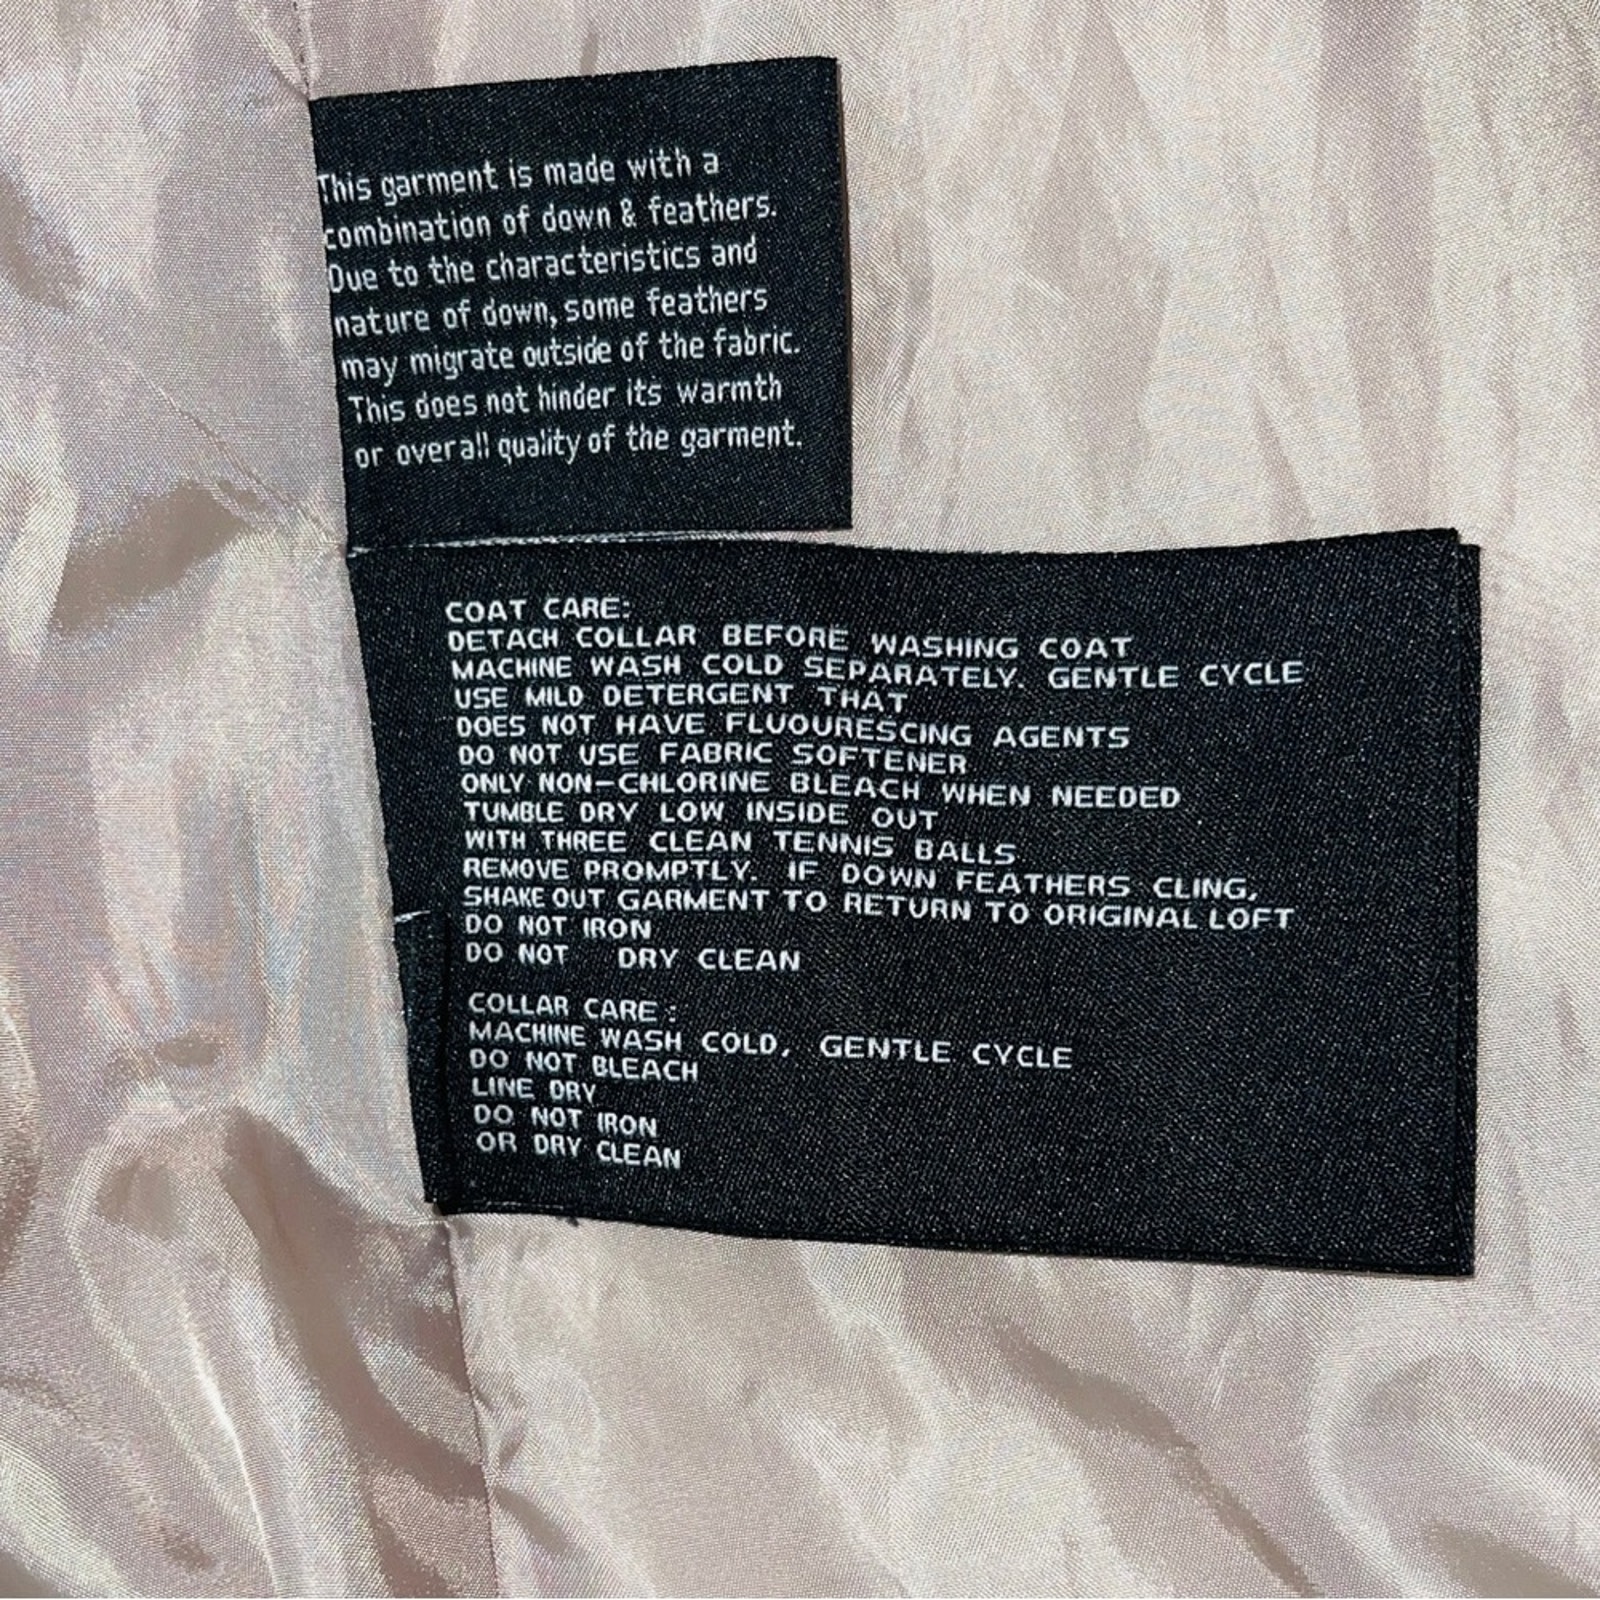 This garment is made with a
combination of down & feathers.
Due to the characteristics and
nature of down, some feathers
may migrate outside of the fabric.
This does not hinder its warmth
or overall quality of the garment.
COAT CARE:
DETACH COLLAR BEFORE WASHING COAT
MACHINE WASH COLD SEPARATELY. GENTLE CYCLE
USE MILD DETERGENT THAT
DOES NOT HAVE FLUOURESCING AGENTS
DO NOT USE FABRIC SOFTENER
ONLY NON-CHLORINE BLEACH WHEN NEEDED
TUMBLE DRY LOW INSIDE OUT
WITH THREE CLEAN TENNIS BALLS
REMOVE PROMPTLY. IF DOWN FEATHERS CLING,
SHAKE OUT GARMENT TO RETURN TO ORIGINAL LOFT
DO NOT IRON
DO NOT DRY CLEAN
COLLAR CARE:
MACHINE WASH COLD, GENTLE CYCLE
DO NOT BLEACH
LINE DRY
DO NOT IRON
OR DRY CLEAN